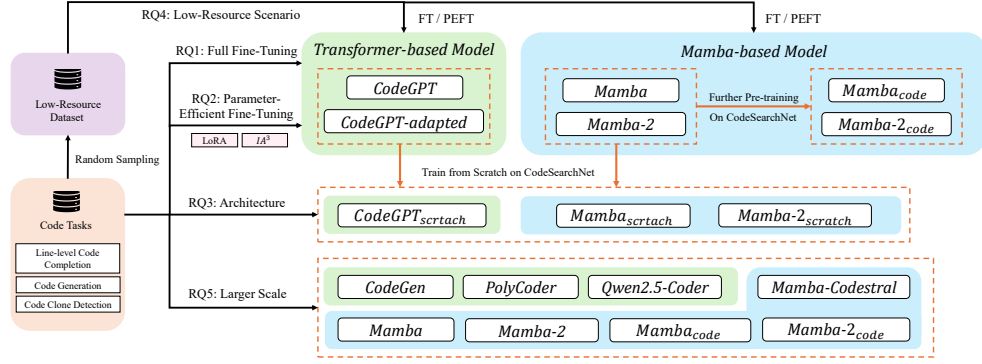 RQ4: Low-Resource Scenario
FT / PEFT
FT / PEFT
RQ1: Full Fine-Tuning
Transformer-based Model
Mamba-based Model
Low-Resource
Dataset
RQ2: Parameter-
Efficient Fine-Tuning
LoRA
IA³
CodeGPT
CodeGPT-adapted
Mamba
Mamba-2
Further Pre-training
On CodeSearchNet
Mamba_code
Mamba-2_code
Random Sampling
Train from Scratch on CodeSearchNet
Code Tasks
Line-level Code
Completion
Code Generation
Code Clone Detection
RQ3: Architecture
CodeGPT_scrtach
Mamba_scrtach
Mamba-2_scratch
RQ5: Larger Scale
CodeGen
PolyCoder
Qwen2.5-Coder
Mamba-Codestral
Mamba
Mamba-2
Mamba_code
Mamba-2_code